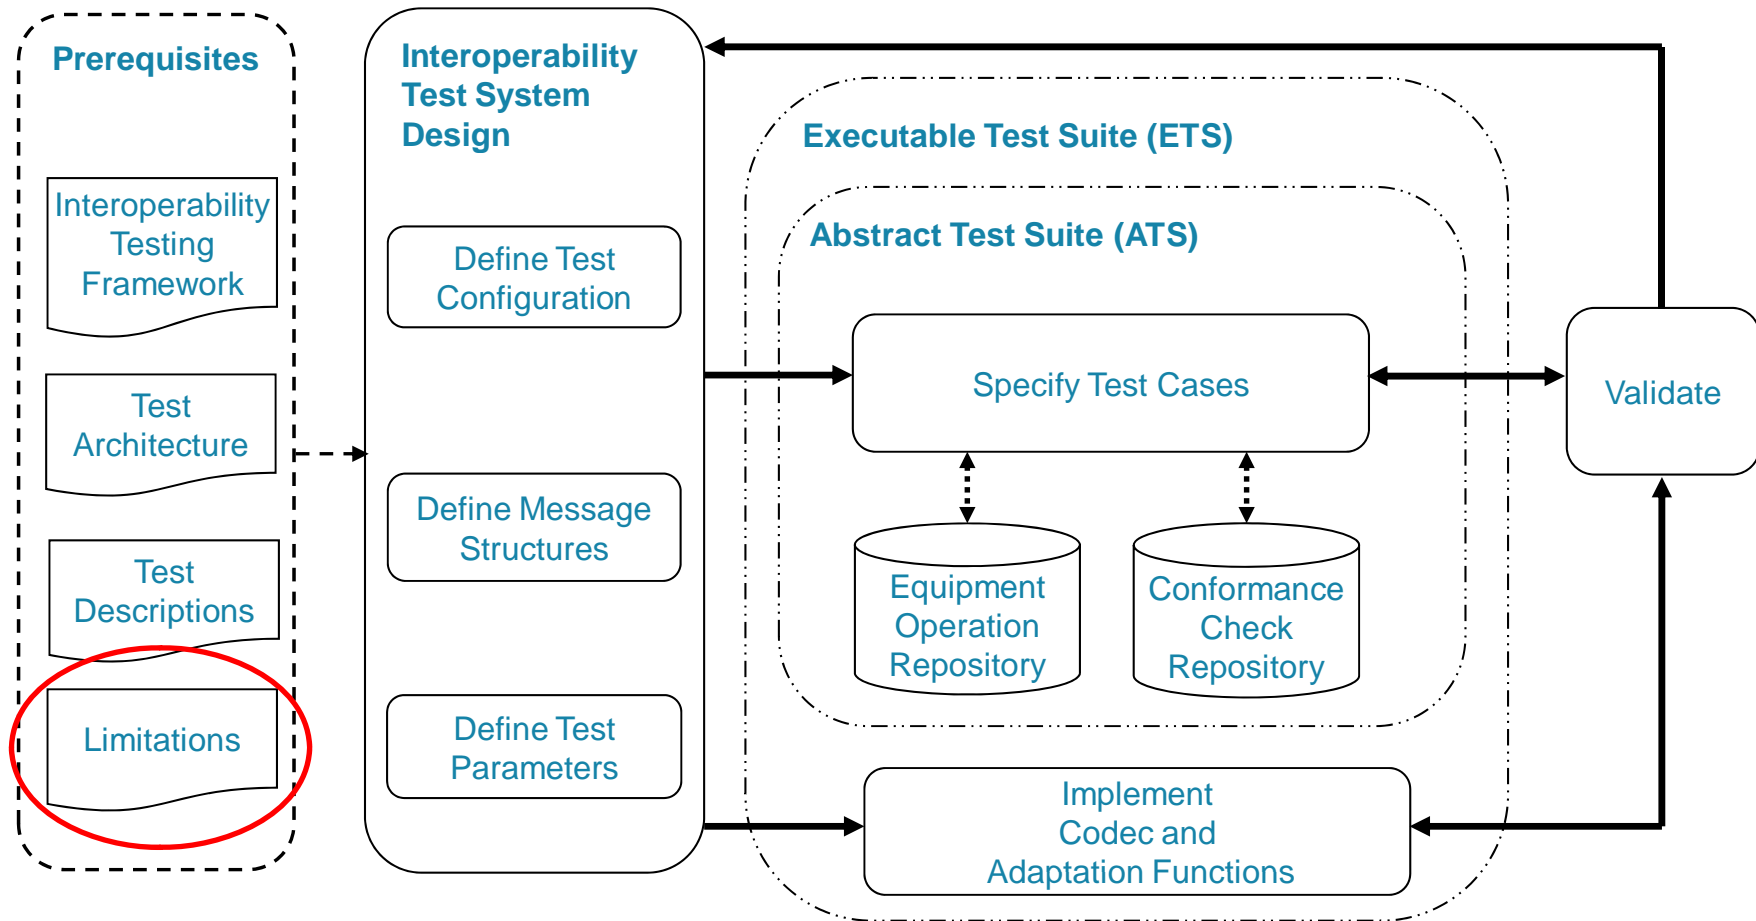 Prerequisites
Interoperability
Testing
Framework
Test
Architecture
Test
Descriptions
Limitations
Interoperability
Test System
Design
Define Test
Configuration
Define Message
Structures
Define Test
Parameters
Executable Test Suite (ETS)
Abstract Test Suite (ATS)
Specify Test Cases
Equipment
Operation
Repository
Conformance
Check
Repository
Implement
Codec and
Adaptation Functions
Validate